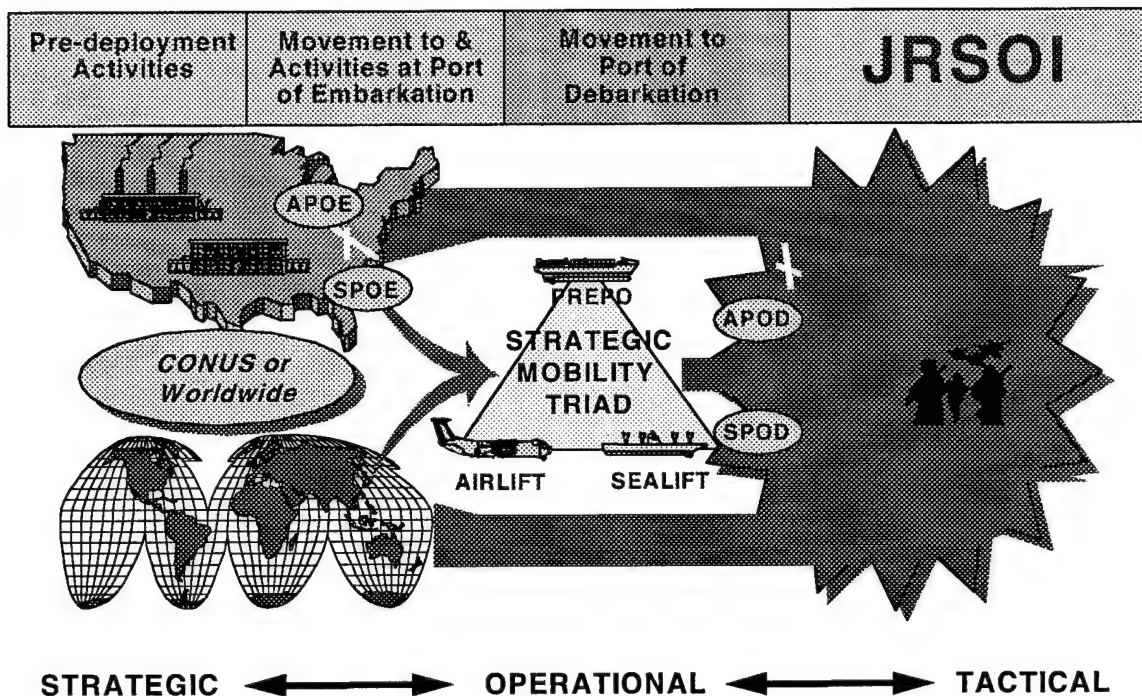 Pre-deployment
Activities
Movement to &
Activities at Port
of Embarkation
Movement to
Port of
Debarkation
JRSOI
APOE
SPOE
CONUS or
Worldwide
PREPO
STRATEGIC
MOBILITY
TRIAD
AIRLIFT
SEALIFT
APOD
SPOD
STRATEGIC
OPERATIONAL
TACTICAL